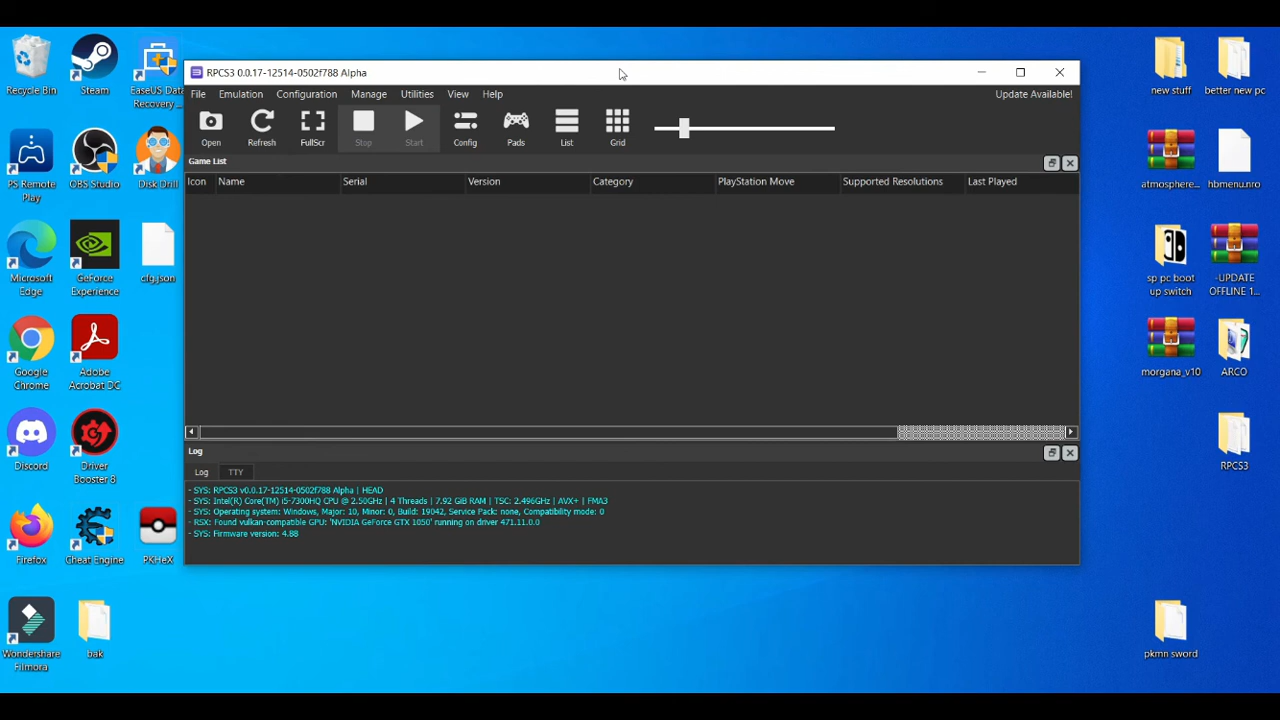 RPCS3 0.0.17-12514-0502f788 Alpha
File Emulation Configuration Manage Utilities View Help Update Available!
Open Refresh FullScr Stop Start Config Pads List Grid
Game List
Icon Name Serial Version Category PlayStation Move Supported Resolutions Last Played
Log
Log TTY
- SYS: RPCS3 v0.0.17-12514-0502f788 Alpha | HEAD
- SYS: Intel(R) Core(TM) i5-7300HQ CPU @ 2.50GHz | 4 Threads | 7.92 GiB RAM | TSC: 2.496GHz | AVX+ | FMA3
- SYS: Operating system: Windows, Major: 10, Minor: 0, Build: 19042, Service Pack: none, Compatibility mode: 0
- RSX: Found vulkan-compatible GPU: 'NVIDIA GeForce GTX 1050' running on driver 471.11.0.0
- SYS: Firmware version: 4.88
Recycle Bin
Steam
EaseUS Data
Recovery ...
PS Remote
Play
OBS Studio
Disk Drill
Microsoft
Edge
GeForce
Experience
cfg.json
Google
Chrome
Adobe
Acrobat DC
Discord
Driver
Booster 8
Firefox
Cheat Engine
PKHeX
Wondershare
Filmora
bak
new stuff
better new pc
atmosphere...
hbmenu.nro
sp pc boot
up switch
-UPDATE
OFFLINE 1...
morgana_v10
ARCO
RPCS3
pkmn sword